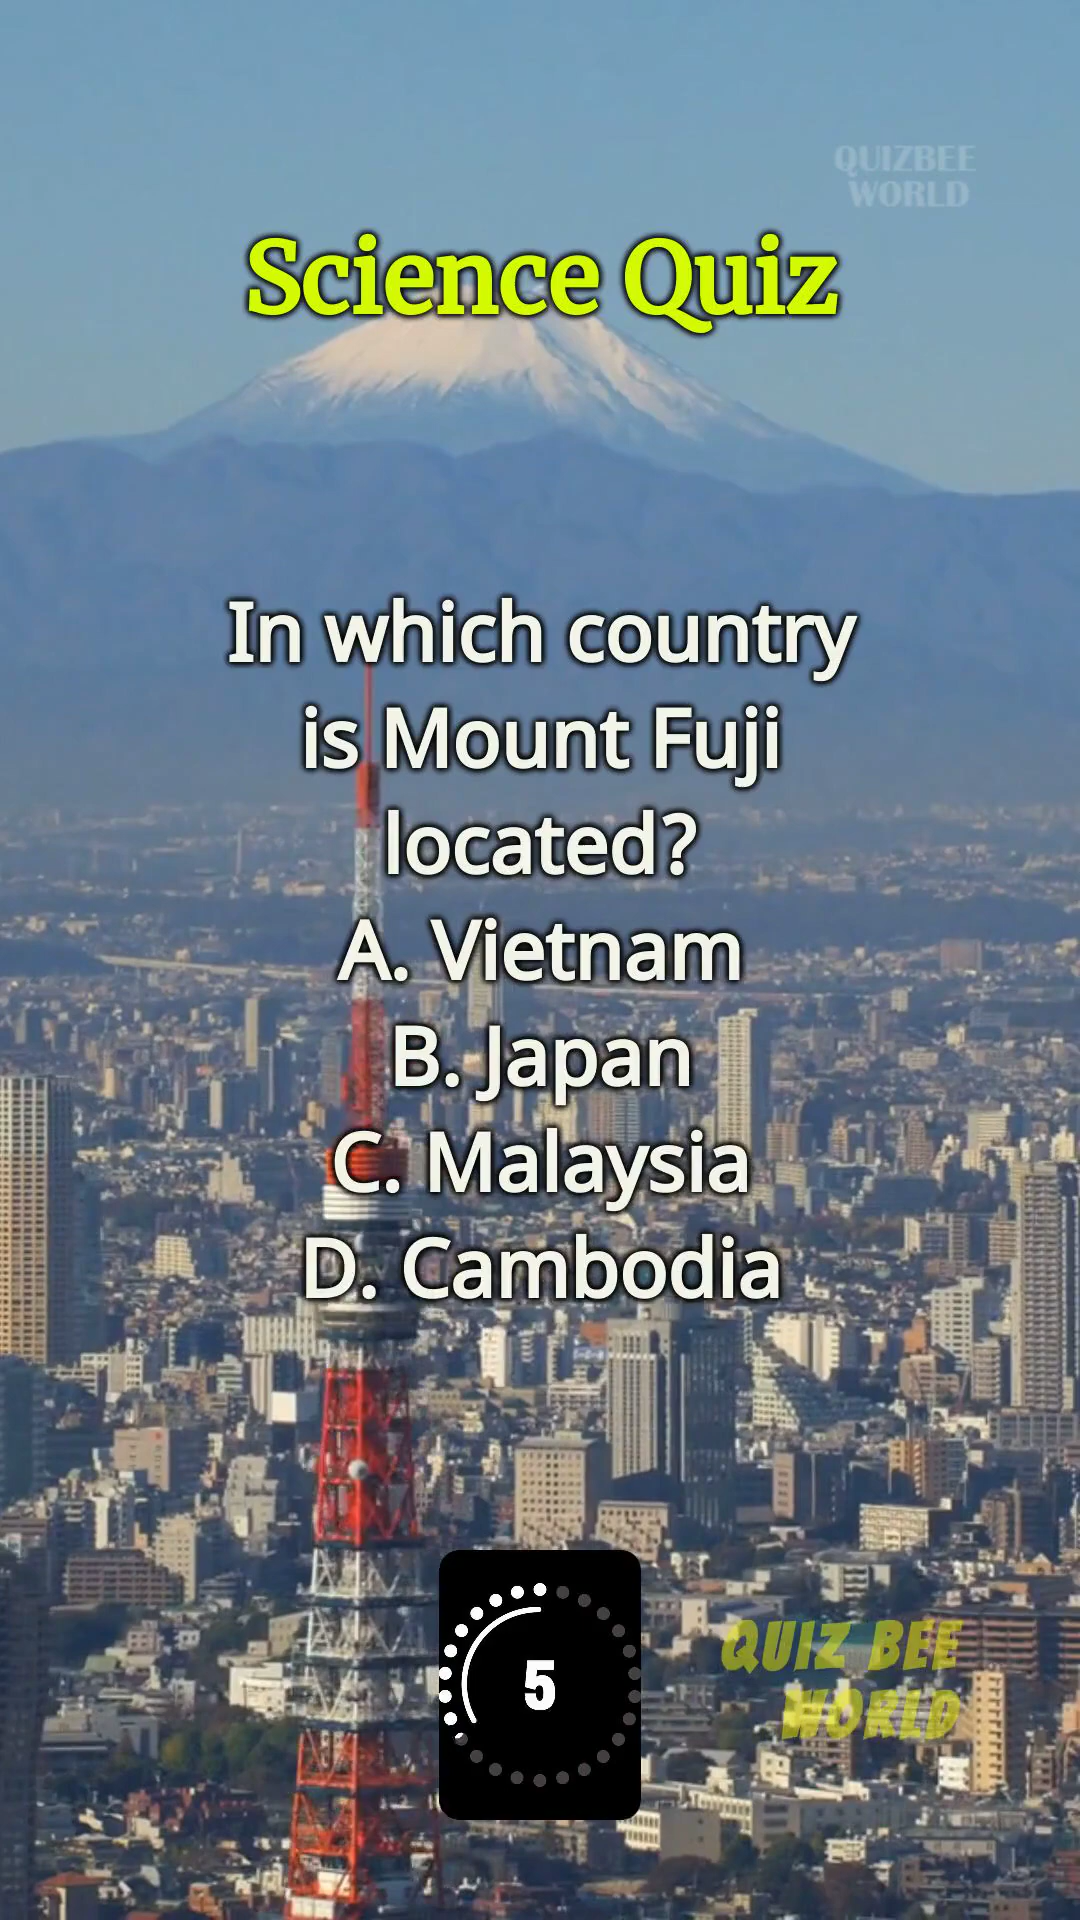 QUIZBEE
WORLD
Science Quiz
In which country
is Mount Fuji
located?
A. Vietnam
B. Japan
C. Malaysia
D. Cambodia
5
QUIZ BEE
WORLD